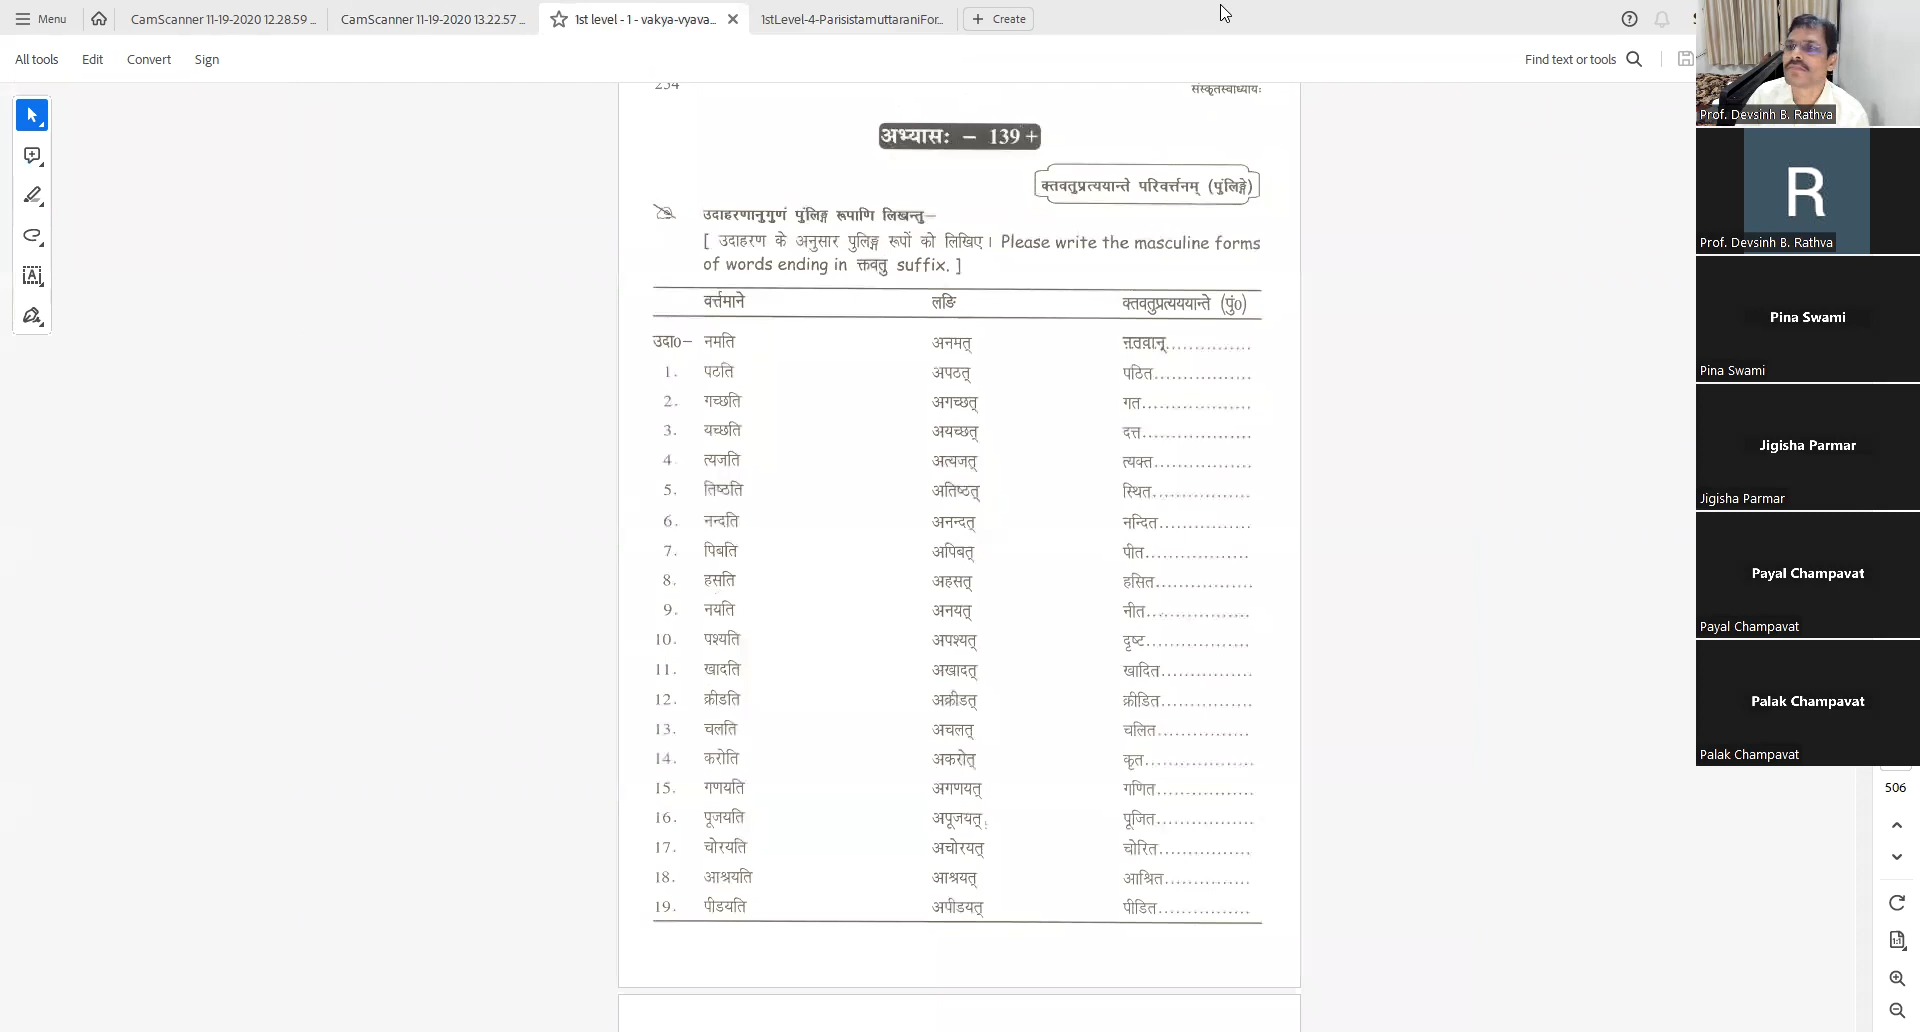 Menu
CamScanner 11-19-2020 12.28.59 ...
CamScanner 11-19-2020 13.22.57 ...
1st level - 1 - vakya-vyava...
1stLevel-4-ParisistamuttaraniFor...
+ Create
All tools Edit Convert Sign
Find text or tools
234 संस्कृतस्वाध्यायः
अभ्यासः - 139 +
क्तवतुप्रत्ययान्ते परिवर्त्तनम् (पुंलिङ्गे)
उदाहरणानुगुणं पुंलिङ्ग रूपाणि लिखन्तु—
[ उदाहरण के अनुसार पुलिङ्ग रूपों को लिखिए। Please write the masculine forms
of words ending in क्तवतु suffix. ]
वर्त्तमाने लङि क्तवतुप्रत्यययान्ते (पुं0)
उदा0— नमति अनमत् नतवान्...............
1. पठति अपठत् पठित.................
2. गच्छति अगच्छत् गत...................
3. यच्छति अयच्छत् दत्त...................
4. त्यजति अत्यजत् त्यक्त.................
5. तिष्ठति अतिष्ठत् स्थित.................
6. नन्दति अनन्दत् नन्दित................
7. पिबति अपिबत् पीत..................
8. हसति अहसत् हसित.................
9. नयति अनयत् नीत..................
10. पश्यति अपश्यत् दृष्ट..................
11. खादति अखादत् खादित................
12. क्रीडति अक्रीडत् क्रीडित................
13. चलति अचलत् चलित................
14. करोति अकरोत् कृत...................
15. गणयति अगणयत् गणित.................
16. पूजयति अपूजयत् पूजित.................
17. चोरयति अचोरयत् चोरित................
18. आश्रयति आश्रयत् आश्रित...............
19. पीडयति अपीडयत् पीडित................
Prof. Devsinh B. Rathva
R
Prof. Devsinh B. Rathva
Pina Swami
Pina Swami
Jigisha Parmar
Jigisha Parmar
Payal Champavat
Payal Champavat
Palak Champavat
Palak Champavat
506